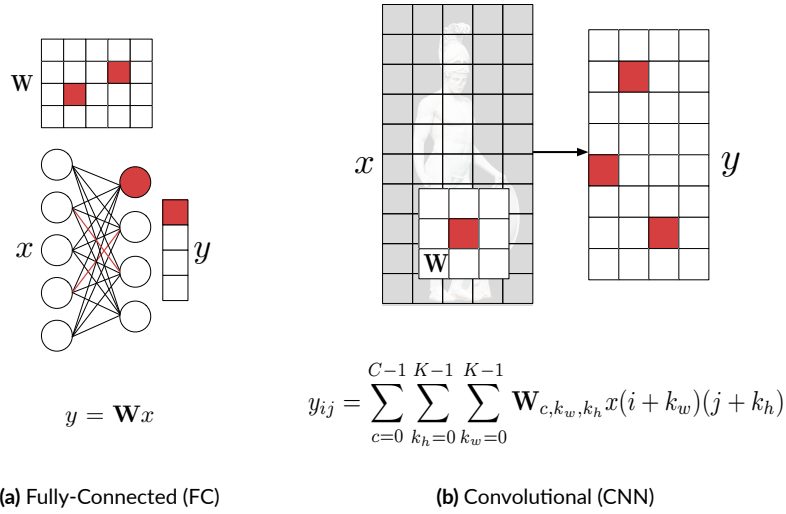 W
x
y
y = Wx
(a) Fully-Connected (FC)
x
W
y
y_{ij} = \sum_{c=0}^{C-1} \sum_{k_h=0}^{K-1} \sum_{k_w=0}^{K-1} W_{c,k_w,k_h} x(i + k_w)(j + k_h)
(b) Convolutional (CNN)